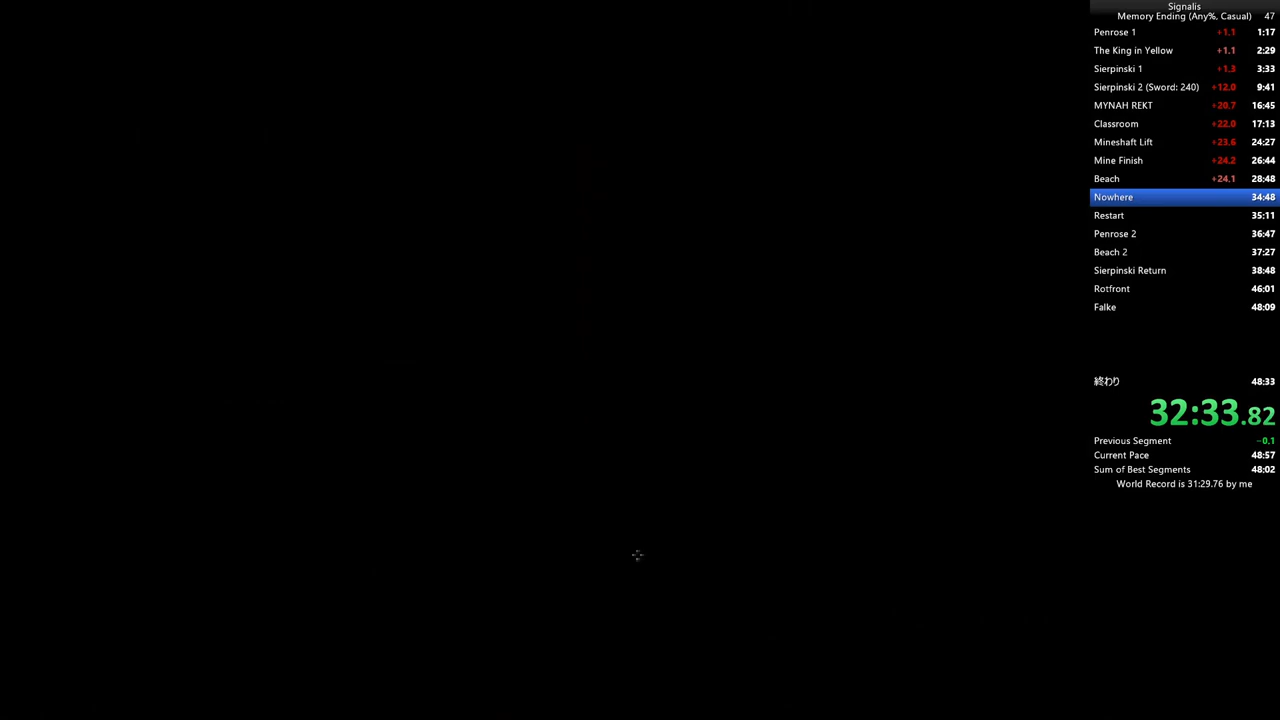 Signalis
Memory Ending (Any%, Casual) 47
Penrose 1 +1.1 1:17
The King in Yellow +1.1 2:29
Sierpinski 1 +1.3 3:33
Sierpinski 2 (Sword: 240) +12.0 9:41
MYNAH REKT +20.7 16:45
Classroom +22.0 17:13
Mineshaft Lift +23.6 24:27
Mine Finish +24.2 26:44
Beach +24.1 28:48
Nowhere 34:48
Restart 35:11
Penrose 2 36:47
Beach 2 37:27
Sierpinski Return 38:48
Rotfront 46:01
Falke 48:09
終わり 48:33
32:33.82
Previous Segment −0.1
Current Pace 48:57
Sum of Best Segments 48:02
World Record is 31:29.76 by me